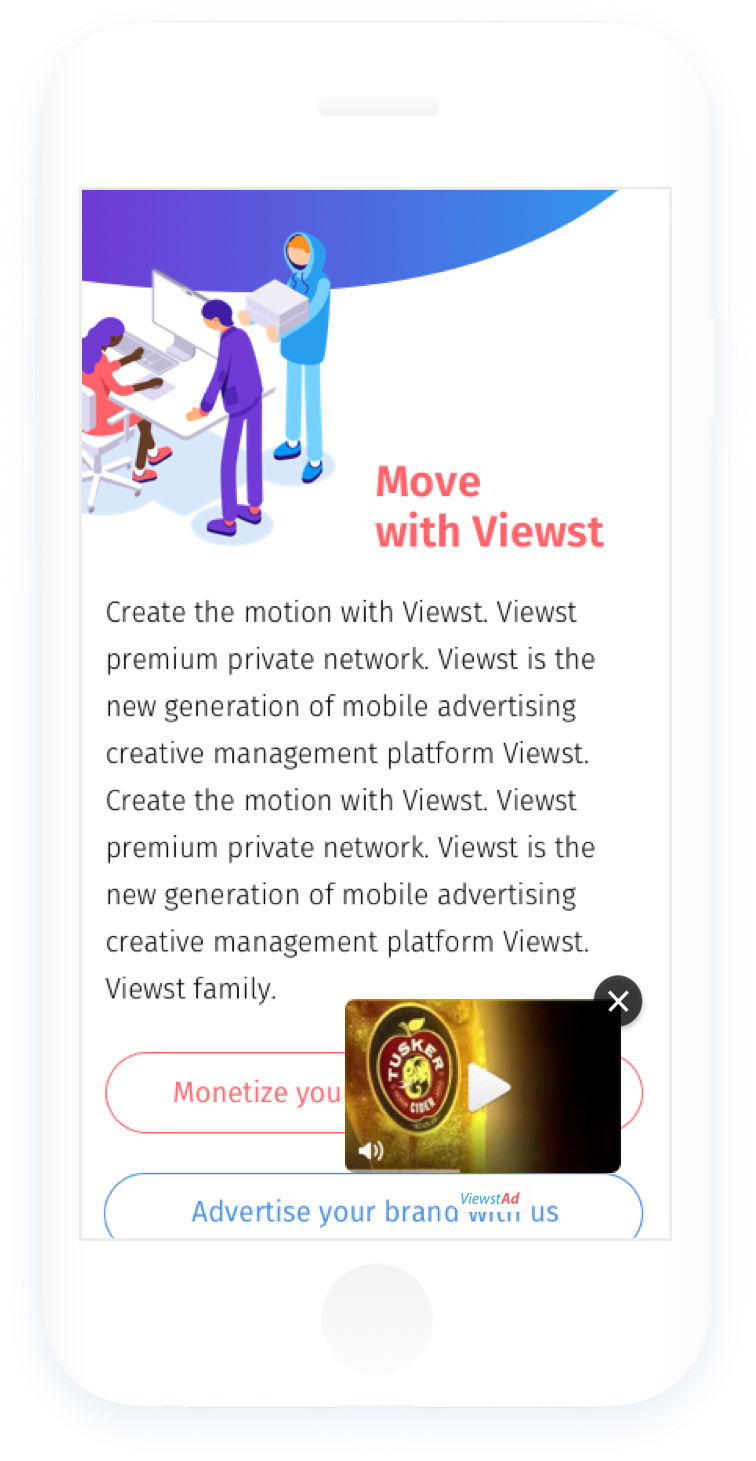 Move
with Viewst
Create the motion with Viewst. Viewst
premium private network. Viewst is the
new generation of mobile advertising
creative management platform Viewst.
Create the motion with Viewst. Viewst
premium private network. Viewst is the
new generation of mobile advertising
creative management platform Viewst.
Viewst family.
Monetize you
TUSKER
CIDER
ViewstAd
Advertise your brand with us